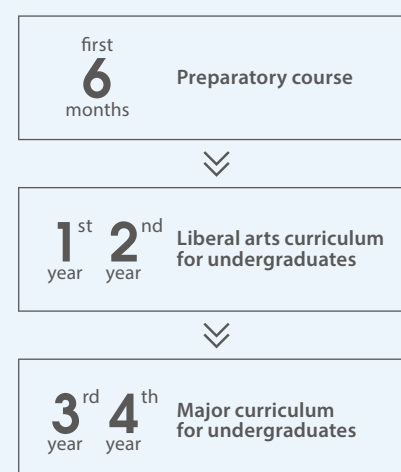 first
6
months
Preparatory course
1st 2nd
year year
Liberal arts curriculum
for undergraduates
3rd 4th
year year
Major curriculum
for undergraduates